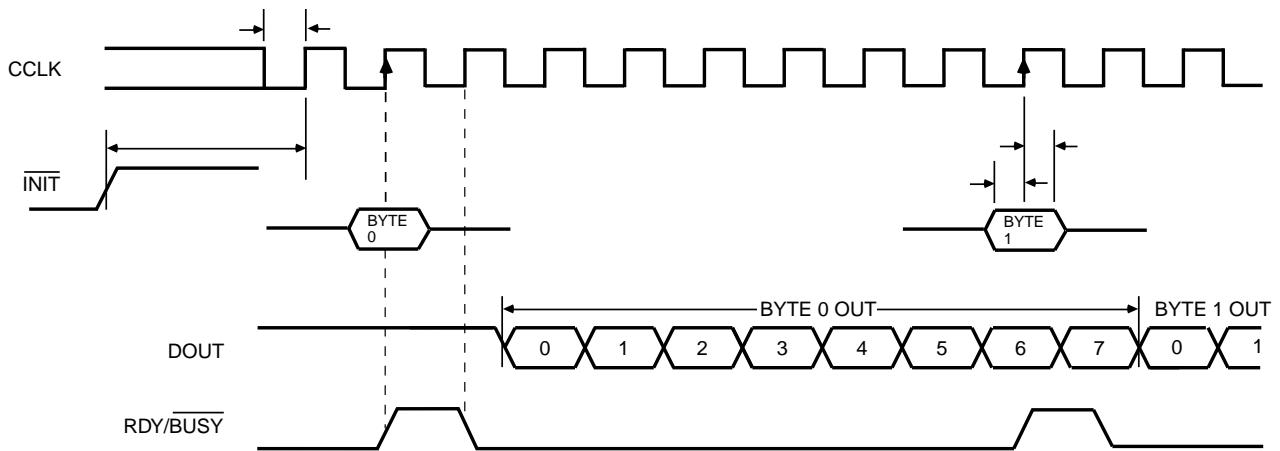 CCLK
INIT
BYTE
0
BYTE
1
BYTE 0 OUT
BYTE 1 OUT
DOUT
0 1 2 3 4 5 6 7 0 1
RDY/BUSY